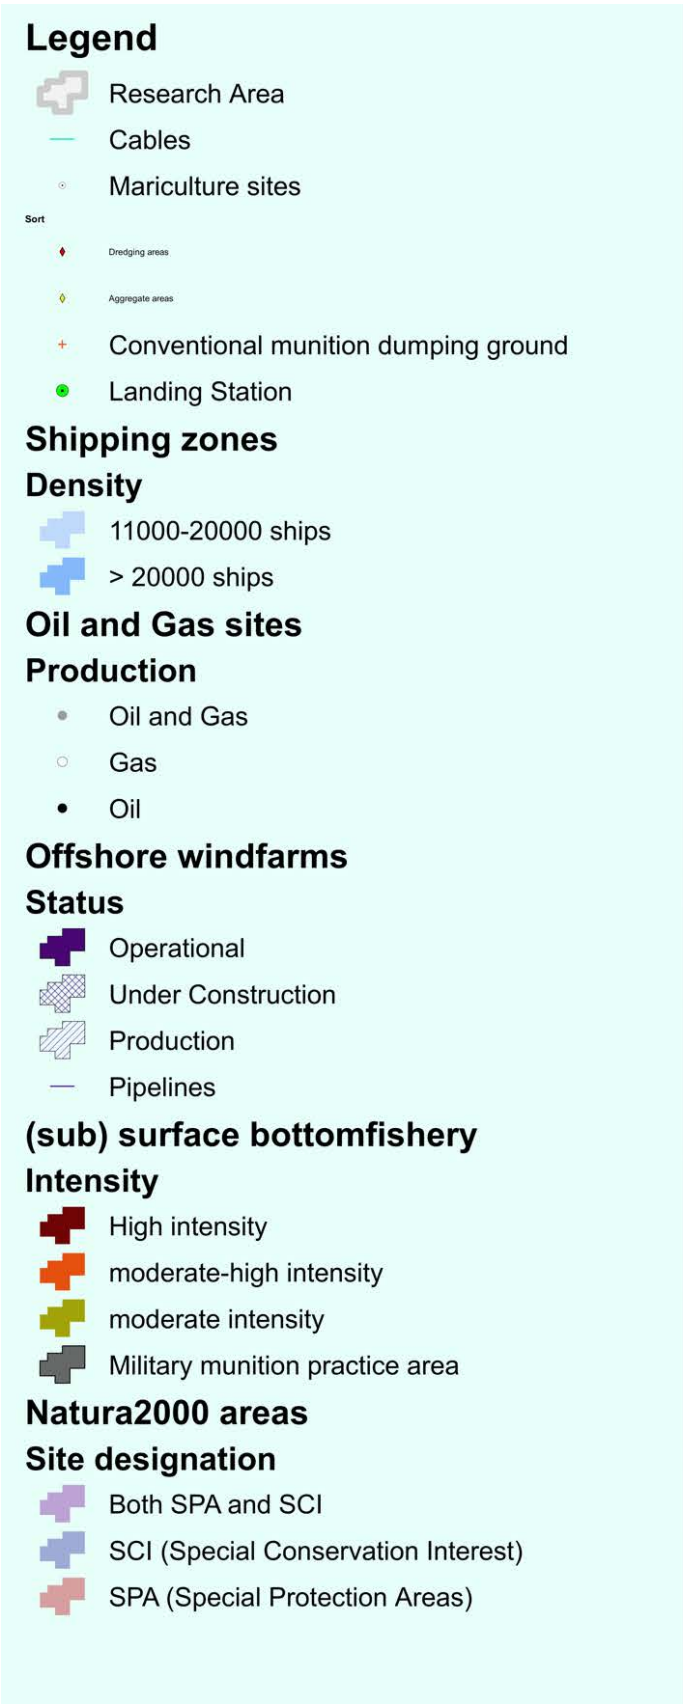 Legend
Research Area
Cables
Mariculture sites
Sort
Dredging areas
Aggregate areas
Conventional munition dumping ground
Landing Station
Shipping zones
Density
11000-20000 ships
> 20000 ships
Oil and Gas sites
Production
Oil and Gas
Gas
Oil
Offshore windfarms
Status
Operational
Under Construction
Production
Pipelines
(sub) surface bottomfishery
Intensity
High intensity
moderate-high intensity
moderate intensity
Military munition practice area
Natura2000 areas
Site designation
Both SPA and SCI
SCI (Special Conservation Interest)
SPA (Special Protection Areas)